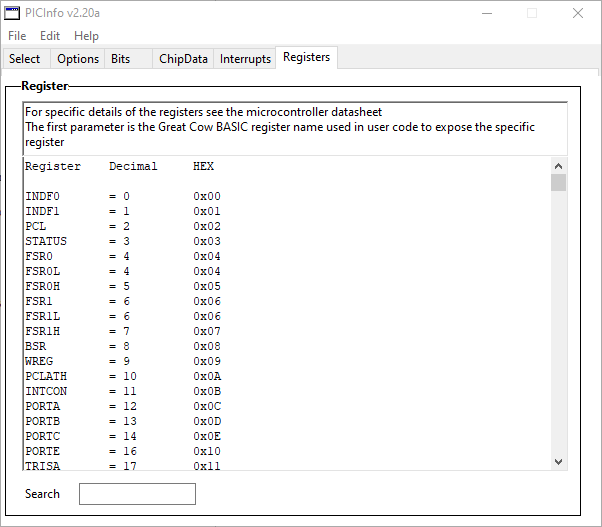 PICInfo v2.20a
File Edit Help
Select Options Bits ChipData Interrupts Registers
Register
For specific details of the registers see the microcontroller datasheet
The first parameter is the Great Cow BASIC register name used in user code to expose the specific
register
Register Decimal HEX
INDF0 = 0 0x00
INDF1 = 1 0x01
PCL = 2 0x02
STATUS = 3 0x03
FSR0 = 4 0x04
FSR0L = 4 0x04
FSR0H = 5 0x05
FSR1 = 6 0x06
FSR1L = 6 0x06
FSR1H = 7 0x07
BSR = 8 0x08
WREG = 9 0x09
PCLATH = 10 0x0A
INTCON = 11 0x0B
PORTA = 12 0x0C
PORTB = 13 0x0D
PORTC = 14 0x0E
PORTE = 16 0x10
TRISA = 17 0x11
Search